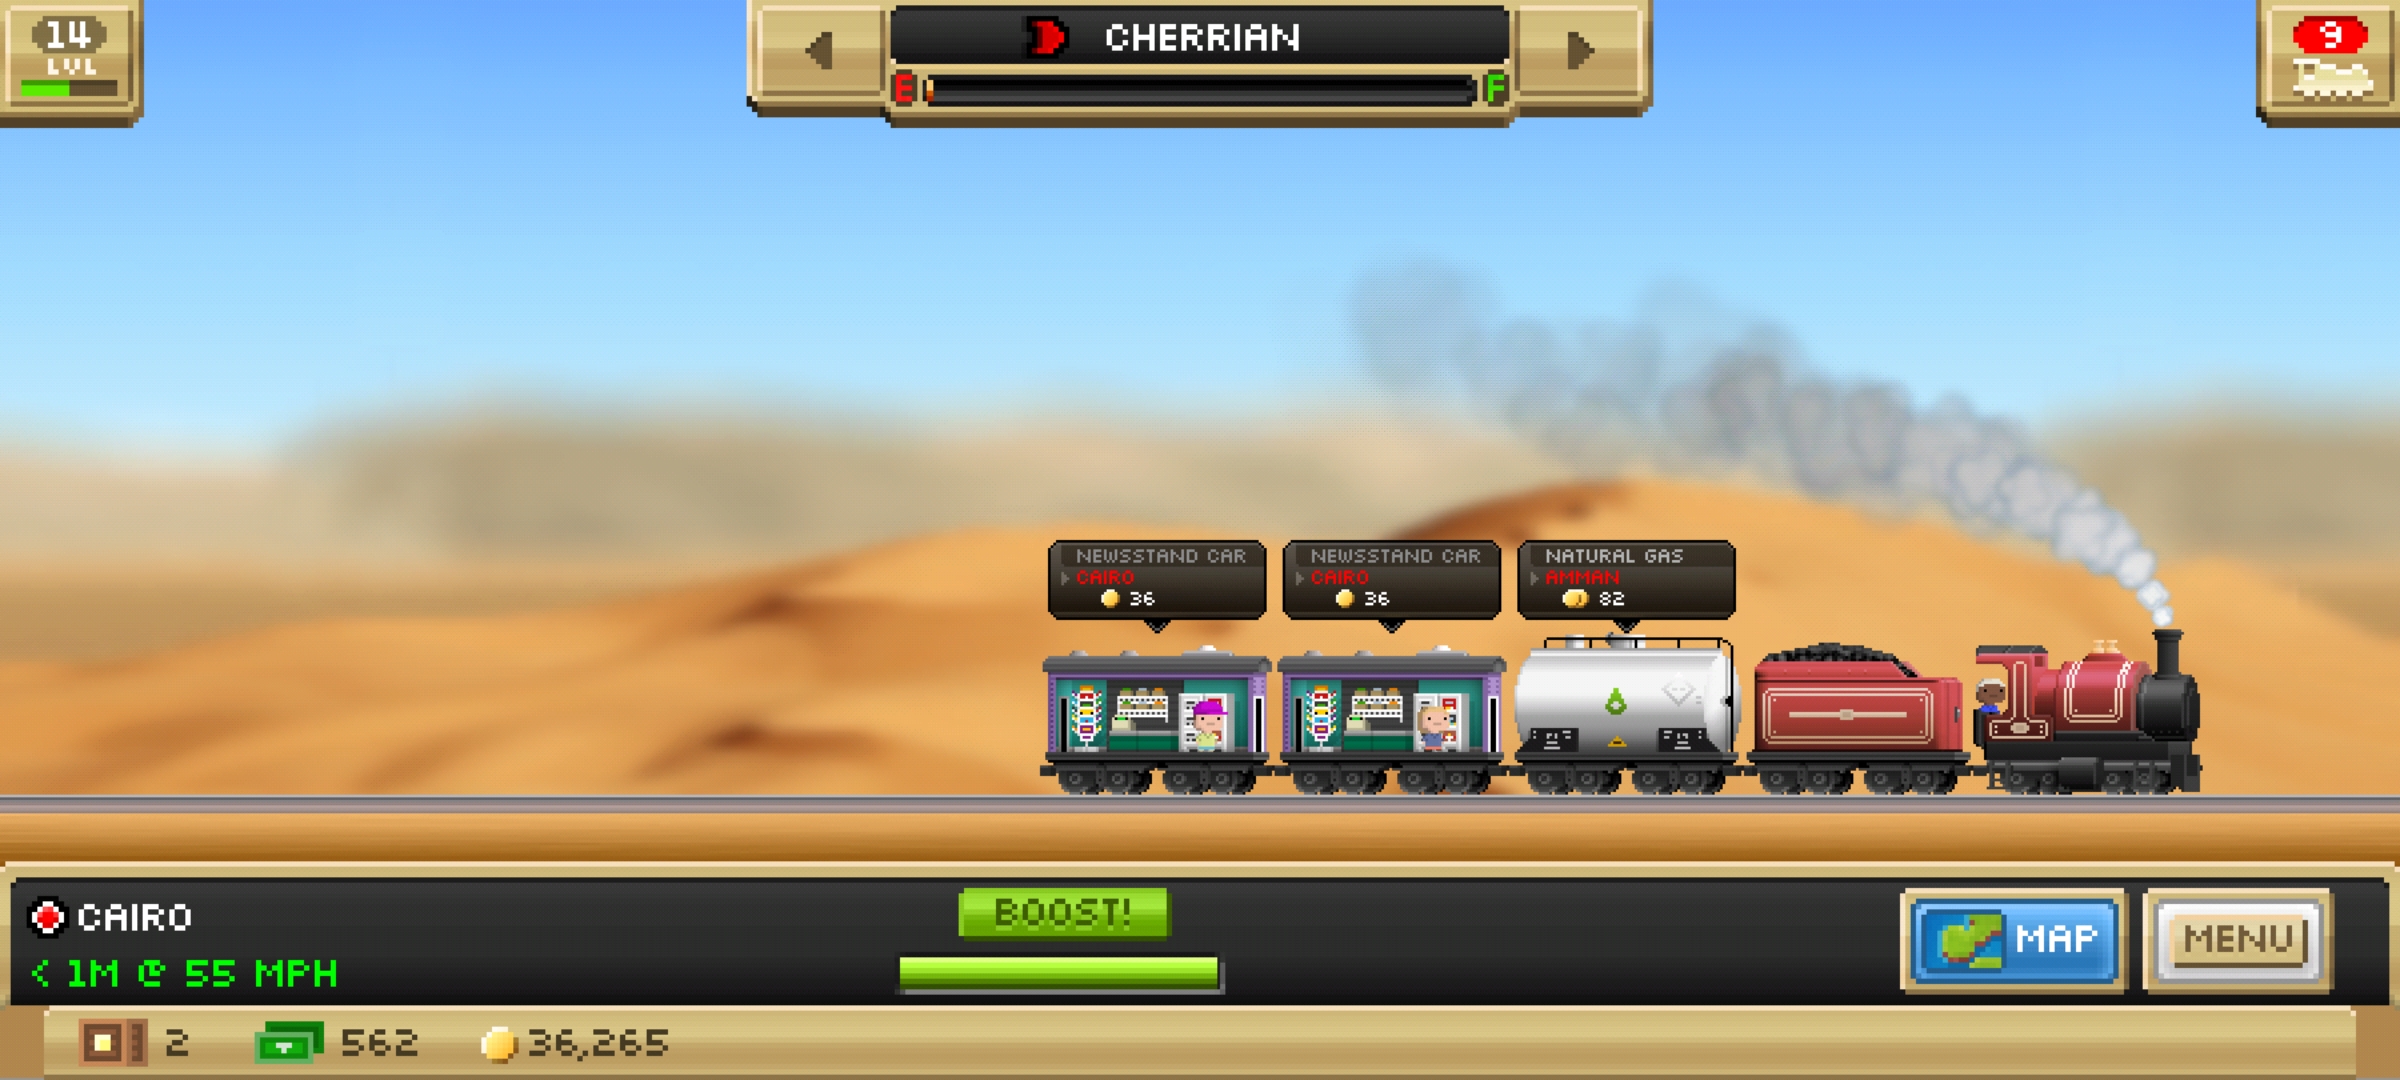 14
LVL
CHERRIAN
E F
9
NEWSSTAND CAR
CAIRO
36
NEWSSTAND CAR
CAIRO
36
NATURAL GAS
AMMAN
82
CAIRO
< 1M @ 55 MPH
BOOST!
MAP
MENU
2
562
36,265